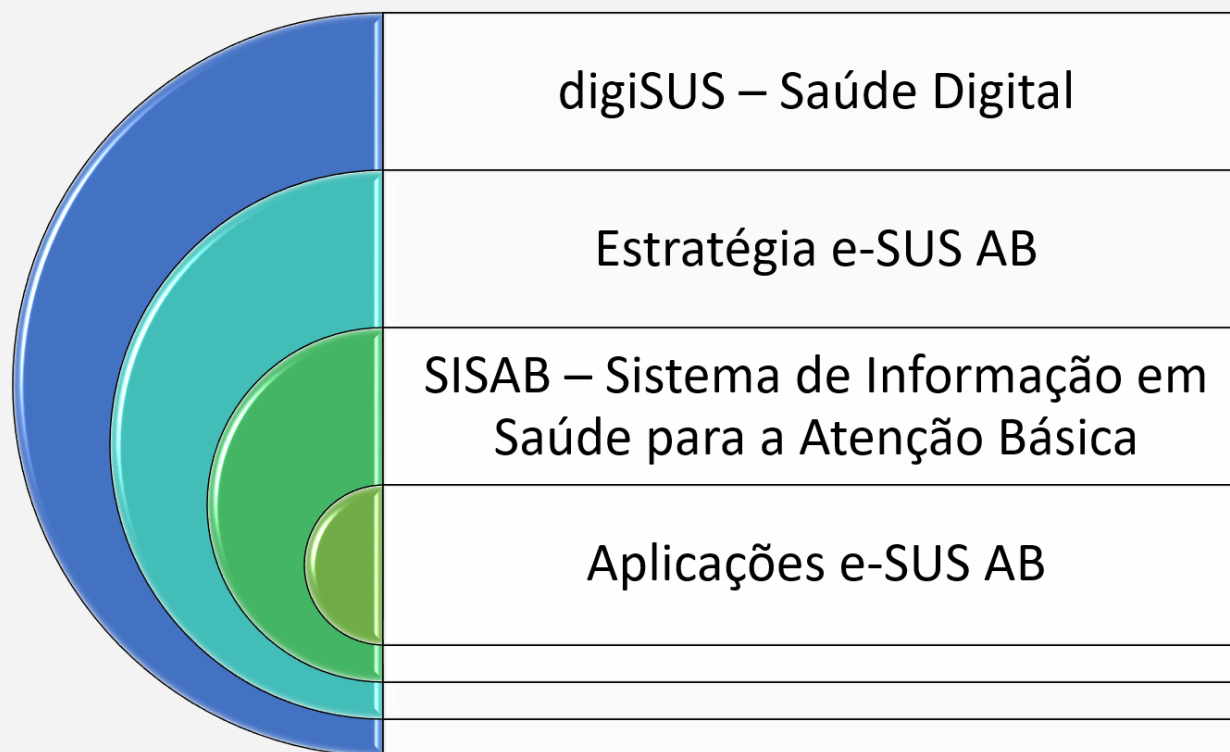 digiSUS – Saúde Digital
Estratégia e-SUS AB
SISAB – Sistema de Informação em
Saúde para a Atenção Básica
Aplicações e-SUS AB